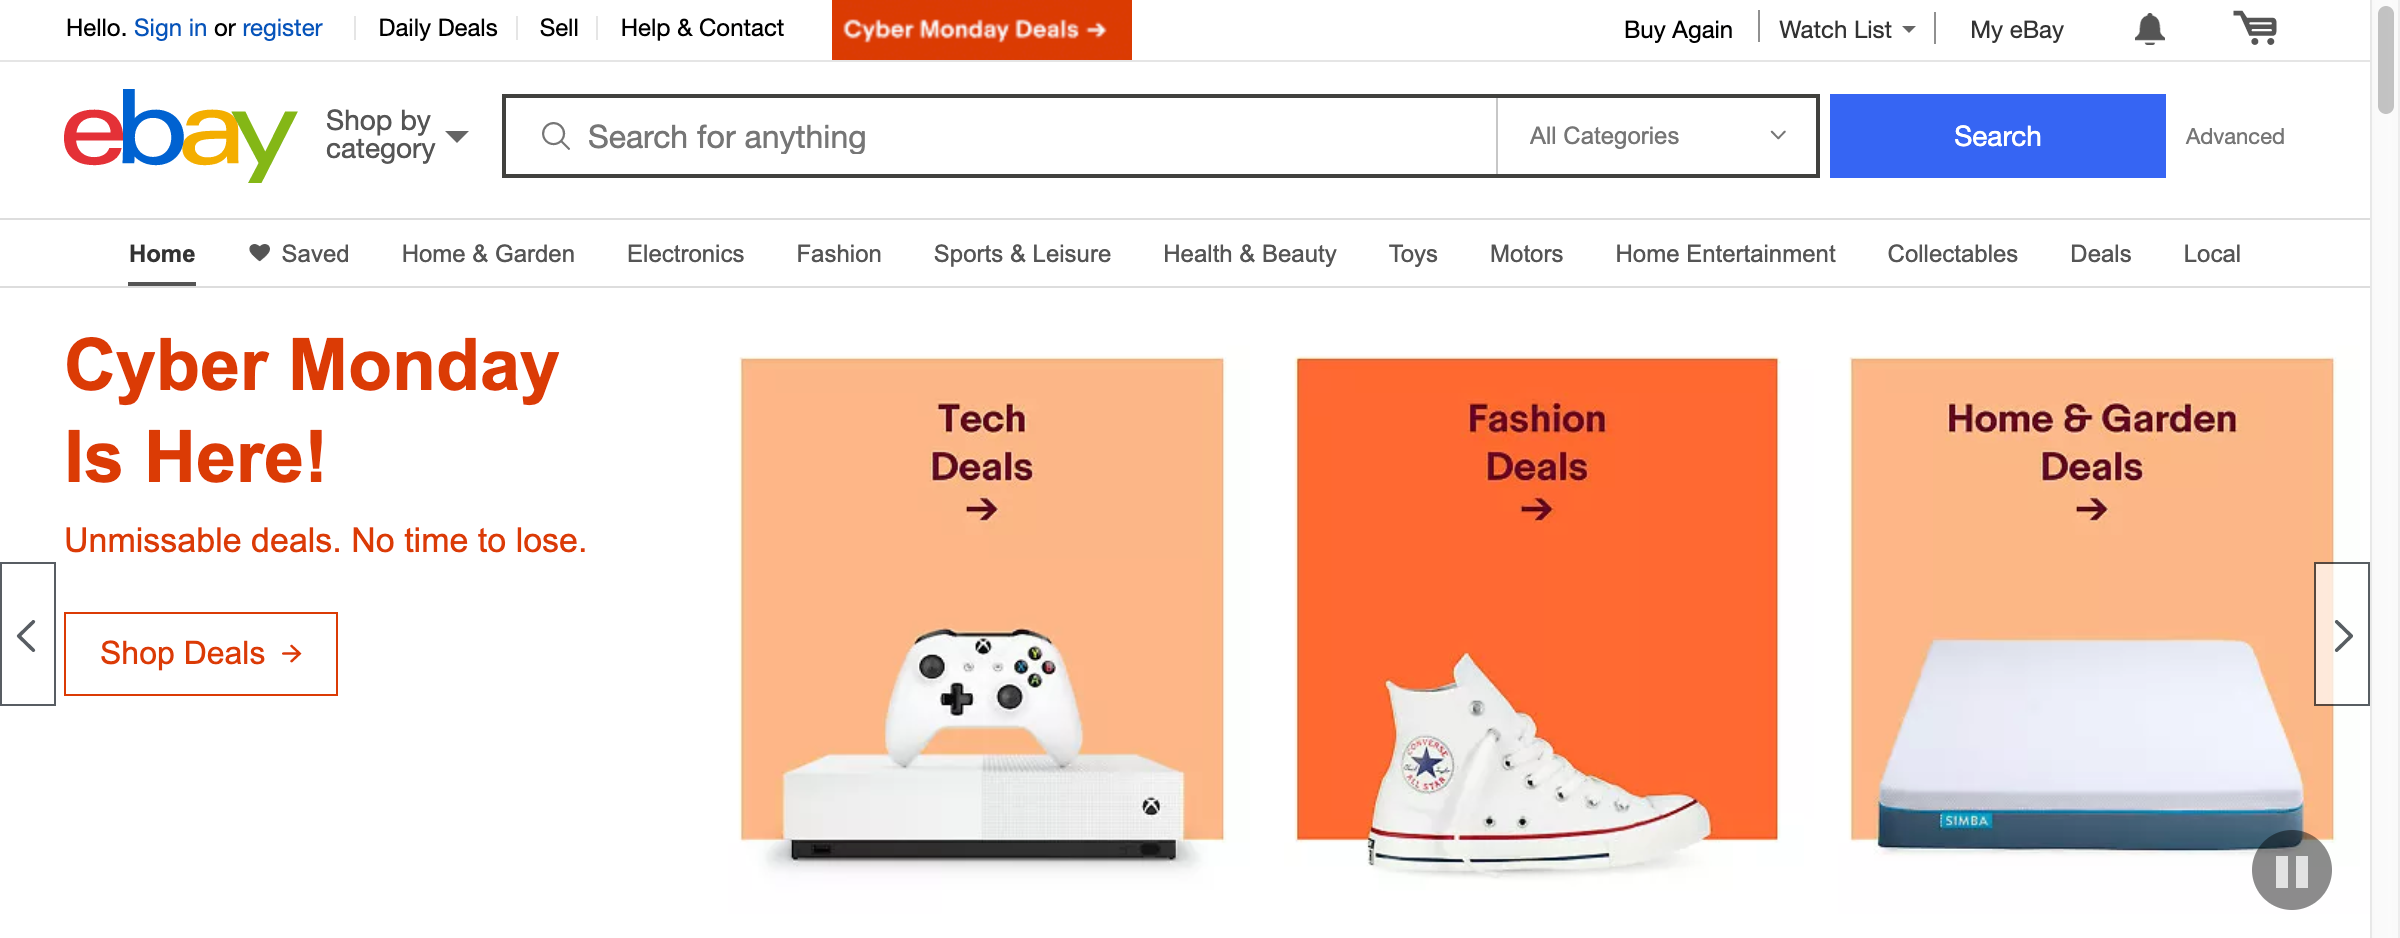 Hello. Sign in or register
Daily Deals
Sell
Help & Contact
Cyber Monday Deals →
Buy Again
Watch List
My eBay
ebay
Shop by
category
Search for anything
All Categories
Search
Advanced
Home
Saved
Home & Garden
Electronics
Fashion
Sports & Leisure
Health & Beauty
Toys
Motors
Home Entertainment
Collectables
Deals
Local
Cyber Monday
Is Here!
Unmissable deals. No time to lose.
Shop Deals →
Tech
Deals
→
Fashion
Deals
→
Home & Garden
Deals
→
Y
X
B
A
CONVERSE
ALL STAR
SIMBA